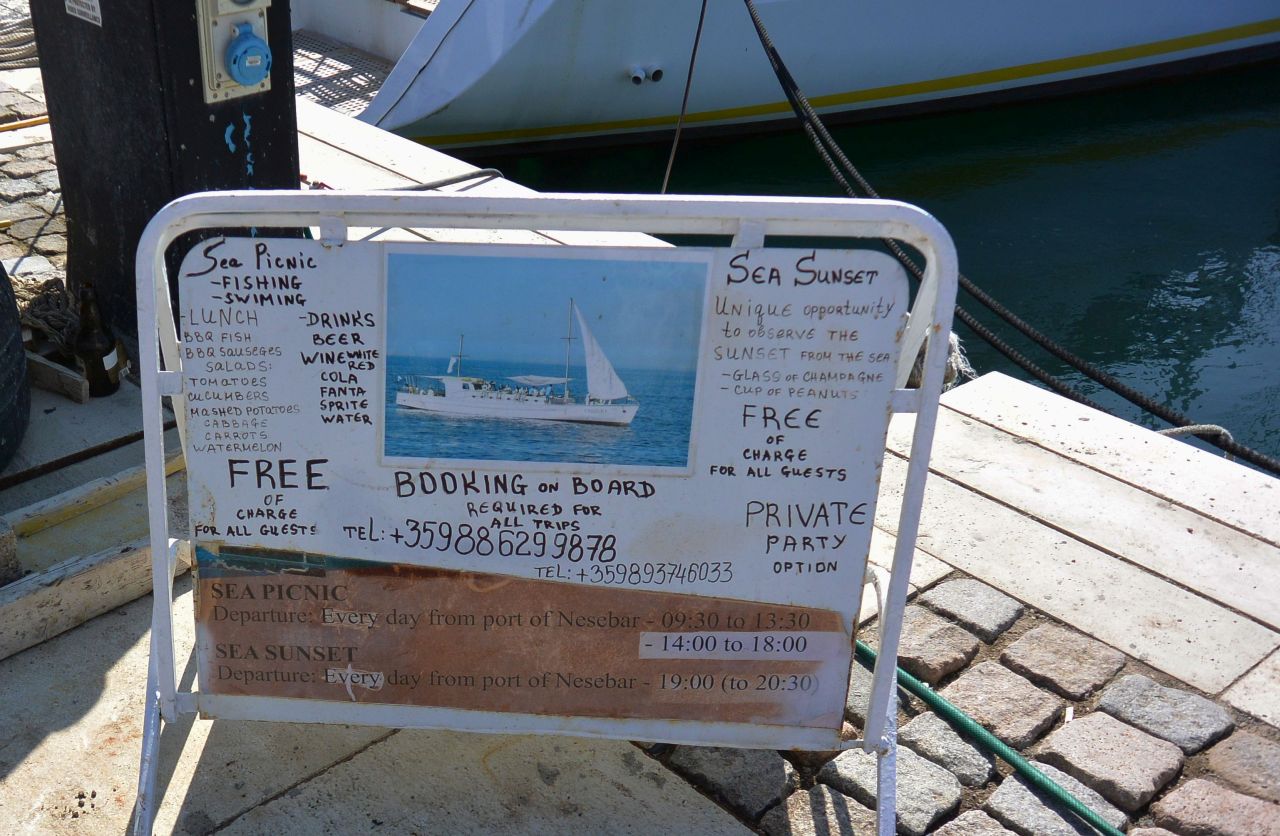 Sea Picnic
- FISHING
- SWIMING
- LUNCH
BBQ FISH
BBQ SAUSEGES
SALADS:
TOMATOES
CUCUMBERS
MASHED POTATOES
CABBAGE
CARROTS
WATERMELON
- DRINKS
BEER
WINE WHITE
RED
COLA
FANTA
SPRITE
WATER
FREE
OF
CHARGE
FOR ALL GUESTS
BOOKING ON BOARD
REQUIRED FOR
ALL TRIPS
TEL: +359886299878
TEL: +359893746033
SEA SUNSET
Unique opportunity
to observe THE
SUNSET FROM THE SEA
- GLASS OF CHAMPAGNE
- CUP OF PEANUTS
FREE
OF
CHARGE
FOR ALL GUESTS
PRIVATE
PARTY
OPTION
SEA PICNIC
Departure: Every day from port of Nesebar - 09:30 to 13:30
- 14:00 to 18:00
SEA SUNSET
Departure: Every day from port of Nesebar - 19:00 (to 20:30)